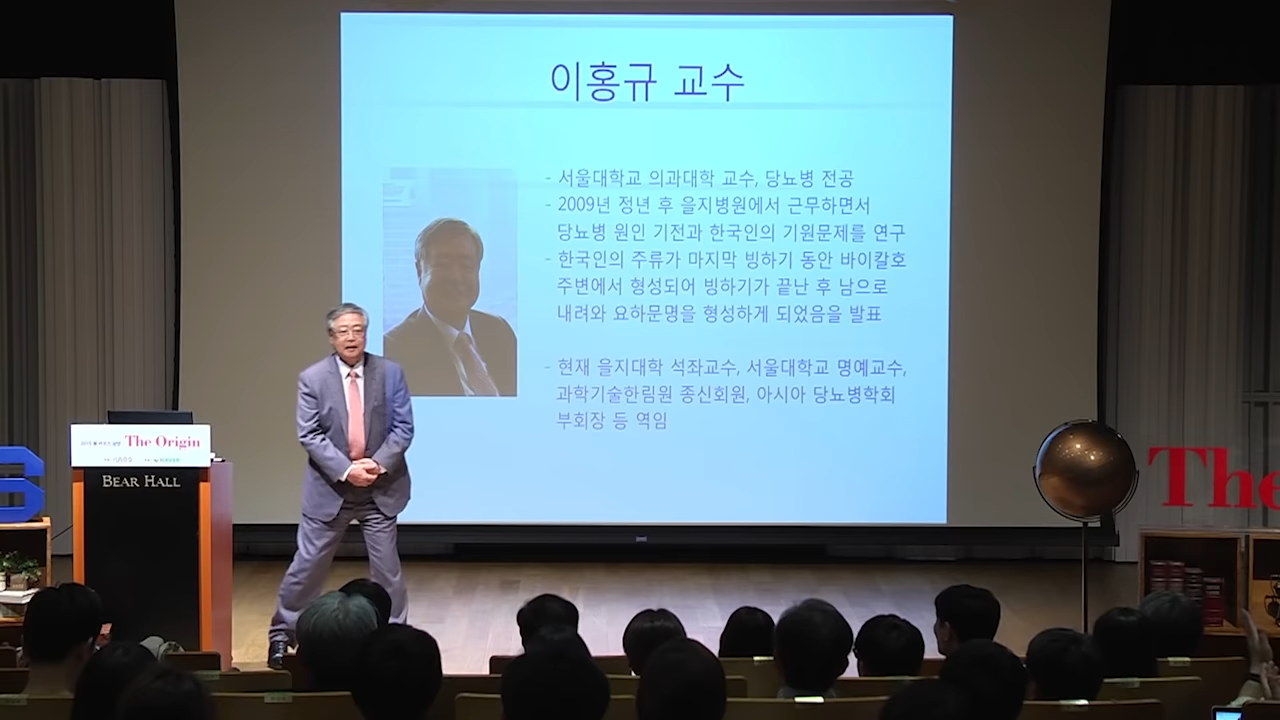 이홍규 교수
- 서울대학교 의과대학 교수, 당뇨병 전공
- 2009년 정년 후 을지병원에서 근무하면서
당뇨병 원인 기전과 한국인의 기원문제를 연구
- 한국인의 주류가 마지막 빙하기 동안 바이칼호
주변에서 형성되어 빙하기가 끝난 후 남으로
내려와 요하문명을 형성하게 되었음을 발표
- 현재 을지대학 석좌교수, 서울대학교 명예교수,
과학기술한림원 종신회원, 아시아 당뇨병학회
부회장 등 역임
The Origin
BEAR HALL
The